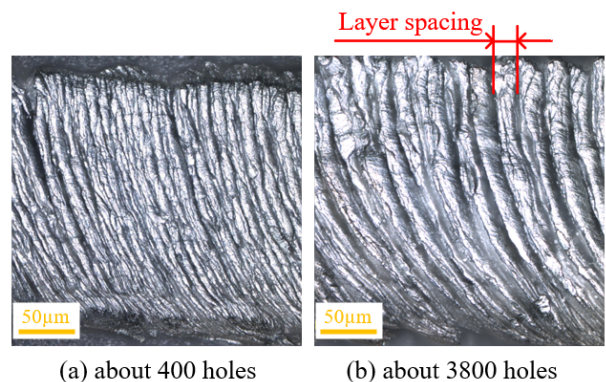 Layer spacing
50μm
50μm
(a) about 400 holes
(b) about 3800 holes